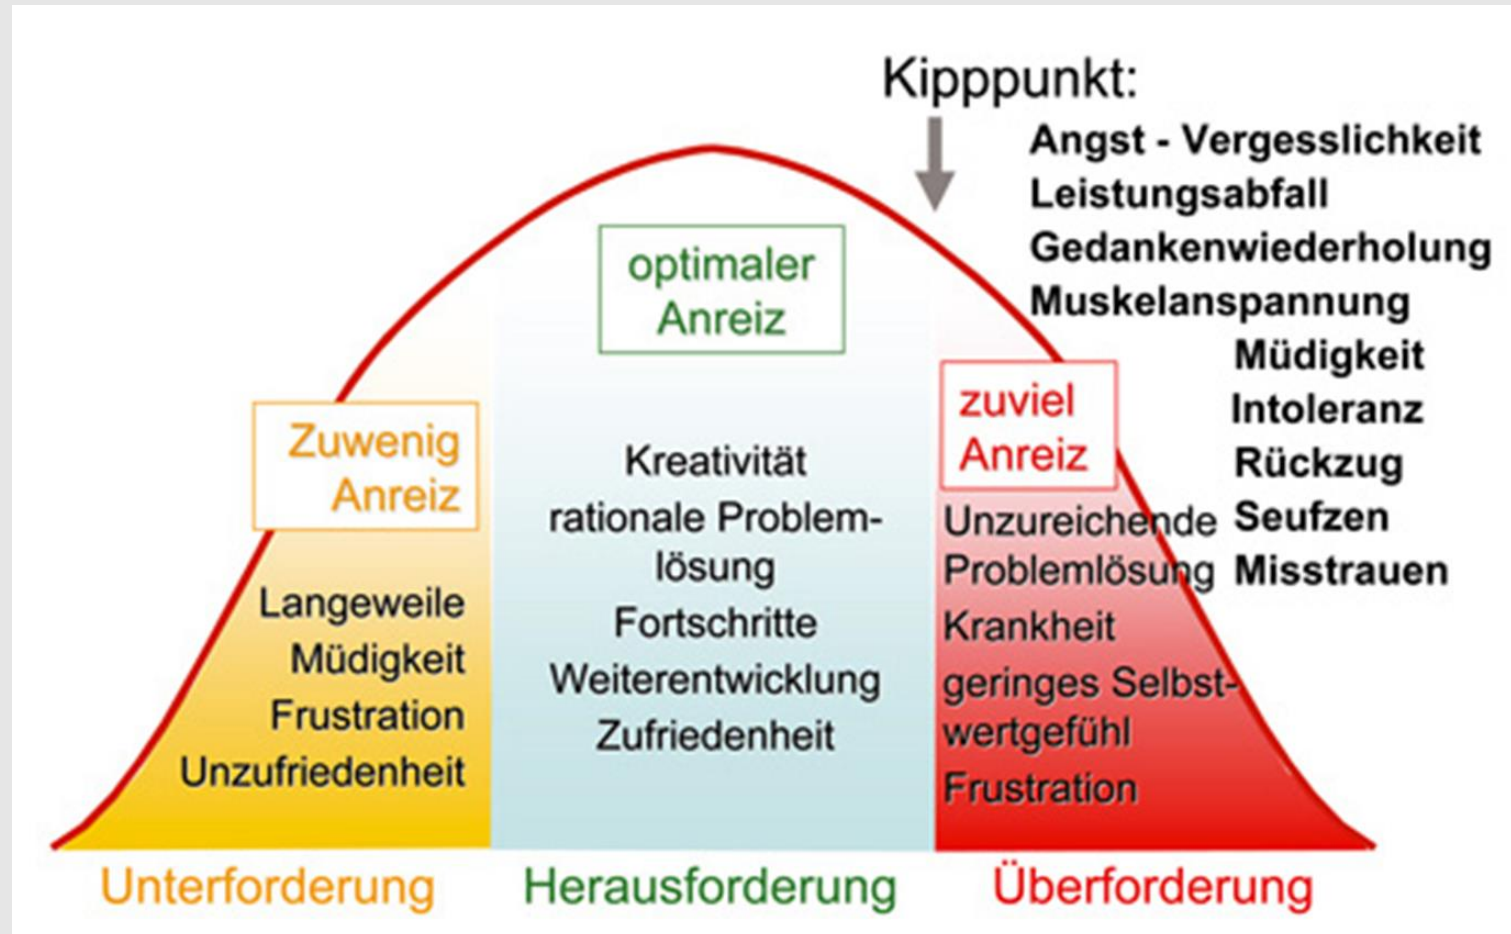 Kipppunkt:
Angst - Vergesslichkeit
Leistungsabfall
Gedankenwiederholung
Muskelanspannung
Müdigkeit
Intoleranz
Rückzug
Seufzen
Misstrauen
Zuwenig
Anreiz
Langeweile
Müdigkeit
Frustration
Unzufriedenheit
optimaler
Anreiz
Kreativität
rationale Problem-
lösung
Fortschritte
Weiterentwicklung
Zufriedenheit
zuviel
Anreiz
Unzureichende
Problemlösung
Krankheit
geringes Selbst-
wertgefühl
Frustration
Unterforderung
Herausforderung
Überforderung